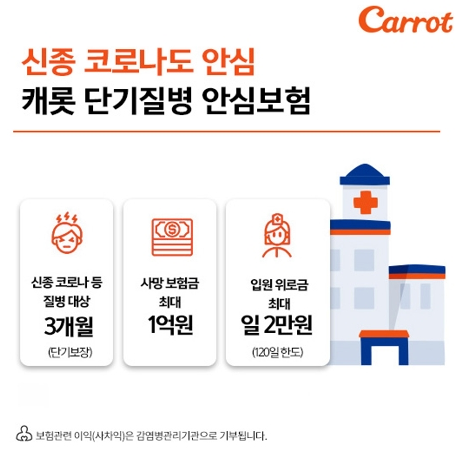 Carrot
신종 코로나도 안심
캐롯 단기질병 안심보험
신종 코로나 등
질병 대상
3개월
(단기보장)
사망 보험금
최대
1억원
입원 위로금
최대
일 2만원
(120일 한도)
보험관련 이익(사차익)은 감염병관리기관으로 기부됩니다.